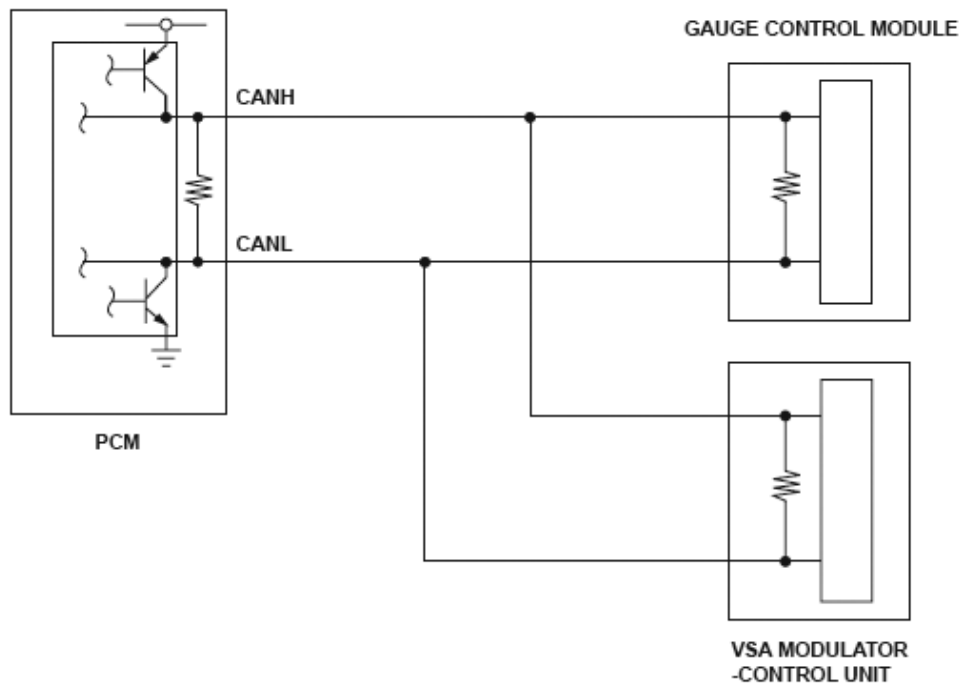 GAUGE CONTROL MODULE
CANH
CANL
PCM
VSA MODULATOR
-CONTROL UNIT